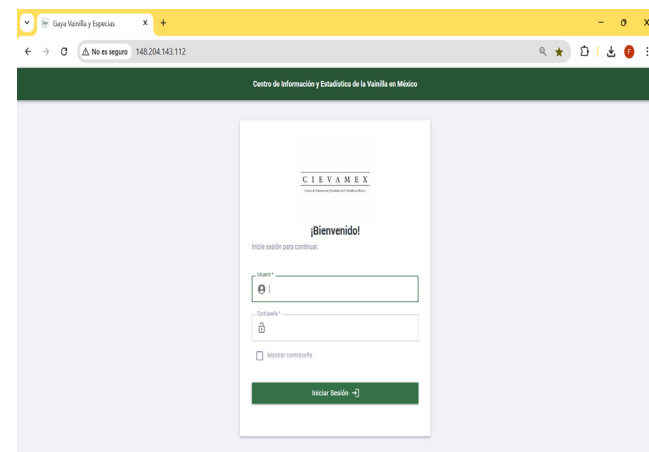 Gaya Vainilla y Especias
No es seguro 148.204.143.112
Centro de Información y Estadística de la Vainilla en México
CIEVAMEX
¡Bienvenido!
Inicie sesión para continuar.
Usuario *
Contraseña *
Mostrar contraseña
Iniciar Sesión